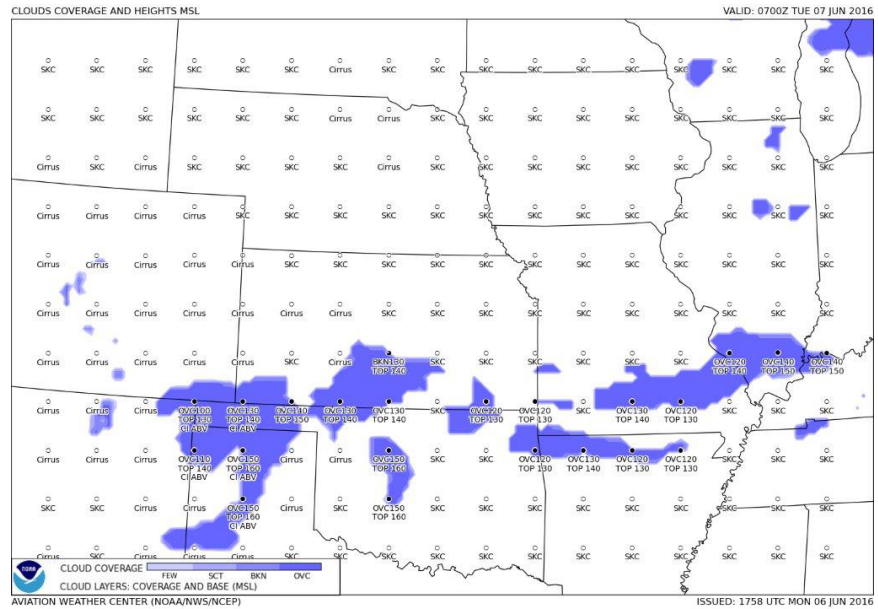 CLOUDS COVERAGE AND HEIGHTS MSL VALID: 0700Z TUE 07 JUN 2016
SKC SKC SKC SKC SKC SKC Cirrus SKC SKC SKC SKC SKC SKC SKC SKC SKC SKC
SKC SKC SKC SKC SKC SKC Cirrus Cirrus SKC SKC SKC SKC SKC SKC SKC SKC SKC
Cirrus SKC Cirrus SKC SKC SKC SKC Cirrus SKC SKC SKC SKC SKC SKC SKC SKC SKC
Cirrus Cirrus Cirrus Cirrus SKC SKC SKC SKC SKC SKC SKC SKC SKC SKC SKC SKC SKC
Cirrus Cirrus Cirrus Cirrus Cirrus SKC SKC SKC SKC SKC SKC SKC SKC SKC SKC SKC SKC
Cirrus Cirrus Cirrus Cirrus Cirrus SKC SKC SKC SKC SKC SKC SKC SKC SKC SKC SKC SKC
Cirrus Cirrus Cirrus Cirrus Cirrus SKC Cirrus BKN130 SKC SKC SKC SKC SKC SKC OVC120 OVC140 OVC140
TOP 140 TOP 140 TOP 150 TOP 150
Cirrus Cirrus Cirrus OVC100 OVC130 OVC140 OVC130 OVC130 SKC OVC120 OVC120 SKC OVC130 OVC120 SKC SKC SKC
TOP 130 TOP 140 TOP 150 TOP 140 TOP 140 TOP 130 TOP 130 TOP 140 TOP 130
CI ABV CI ABV
Cirrus Cirrus Cirrus OVC110 OVC150 Cirrus Cirrus OVC150 SKC SKC OVC120 OVC130 OVC120 OVC120 SKC SKC SKC
TOP 140 TOP 160 TOP 160 TOP 130 TOP 140 TOP 130 TOP 130
CI ABV CI ABV
SKC SKC Cirrus Cirrus OVC150 Cirrus Cirrus OVC150 SKC SKC SKC SKC SKC SKC SKC SKC SKC
TOP 160 TOP 160
CI ABV
Cirrus SKC Cirrus Cirrus Cirrus SKC Cirrus SKC SKC SKC SKC SKC SKC SKC SKC SKC SKC
NOAA
CLOUD COVERAGE
FEW SCT BKN OVC
CLOUD LAYERS: COVERAGE AND BASE (MSL)
AVIATION WEATHER CENTER (NOAA/NWS/NCEP) ISSUED: 1758 UTC MON 06 JUN 2016